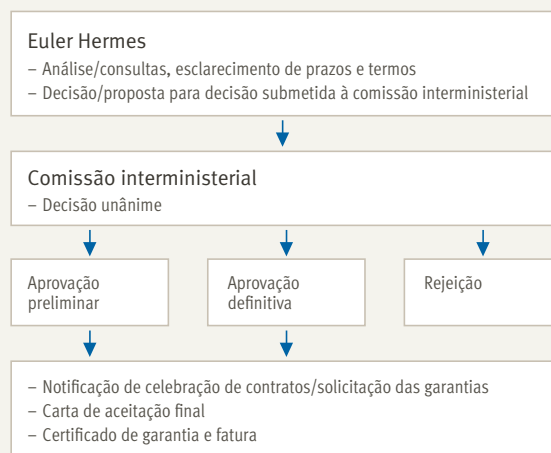 Euler Hermes
– Análise/consultas, esclarecimento de prazos e termos
– Decisão/proposta para decisão submetida à comissão interministerial
Comissão interministerial
– Decisão unânime
Aprovação
preliminar
Aprovação
definitiva
Rejeição
– Notificação de celebração de contratos/solicitação das garantias
– Carta de aceitação final
– Certificado de garantia e fatura